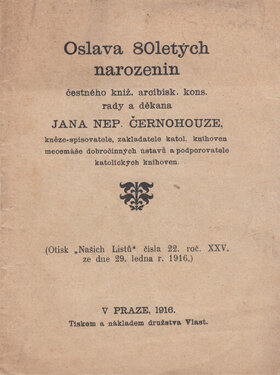 Oslava 80letých
narozenin
čestného kníž. arcibisk. kons.
rady a děkana
JANA NEP. ČERNOHOUZE,
kněze-spisovatele, zakladatele katol. knihoven
mecenáše dobročinných ústavů a podporovatele
katolických knihoven.
(Otisk „Našich Listů“ čísla 22. roč. XXV.
ze dne 29. ledna r. 1916.)
V PRAZE, 1916.
Tiskem a nákladem družstva Vlast.